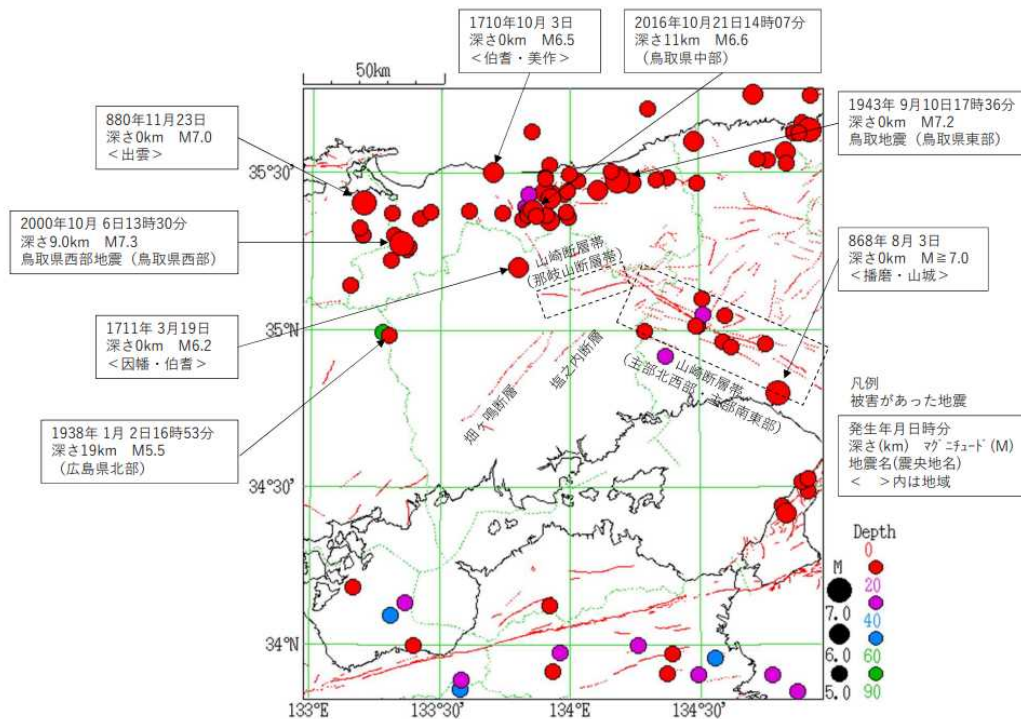 1710年10月 3日
深さ0km M6.5
＜伯耆・美作＞
2016年10月21日14時07分
深さ11km M6.6
（鳥取県中部）
50km
880年11月23日
深さ0km M7.0
＜出雲＞
1943年 9月10日17時36分
深さ0km M7.2
鳥取地震（鳥取県東部）
35°30'
2000年10月 6日13時30分
深さ9.0km M7.3
鳥取県西部地震（鳥取県西部）
868年 8月 3日
深さ0km M≧7.0
＜播磨・山城＞
山崎断層帯
（那岐山断層帯）
1711年 3月19日
深さ0km M6.2
＜因幡・伯耆＞
35°N
塩之内断層
畑ヶ鳴断層
山崎断層帯
（主部北西部・主部南東部）
1938年 1月 2日16時53分
深さ19km M5.5
（広島県北部）
凡例
被害があった地震
発生年月日時分
深さ(km) ﾏｸﾞﾆﾁｭｰﾄﾞ(M)
地震名(震央地名)
＜ ＞内は地域
34°30'
34°N
133°E
133°30'
134°E
134°30'
M
7.0
6.0
5.0
Depth
0
20
40
60
90